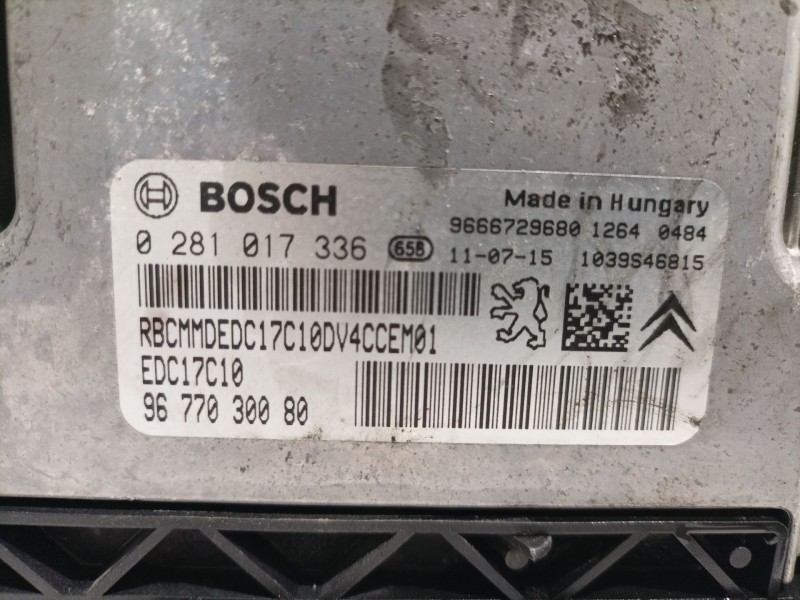 BOSCH
Made in Hungary
9666729680 1264 0484
0 281 017 336 65B 11-07-15 1039S46815
RBCMMDEDC17C10DV4CCEM01
EDC17C10
96 770 300 80